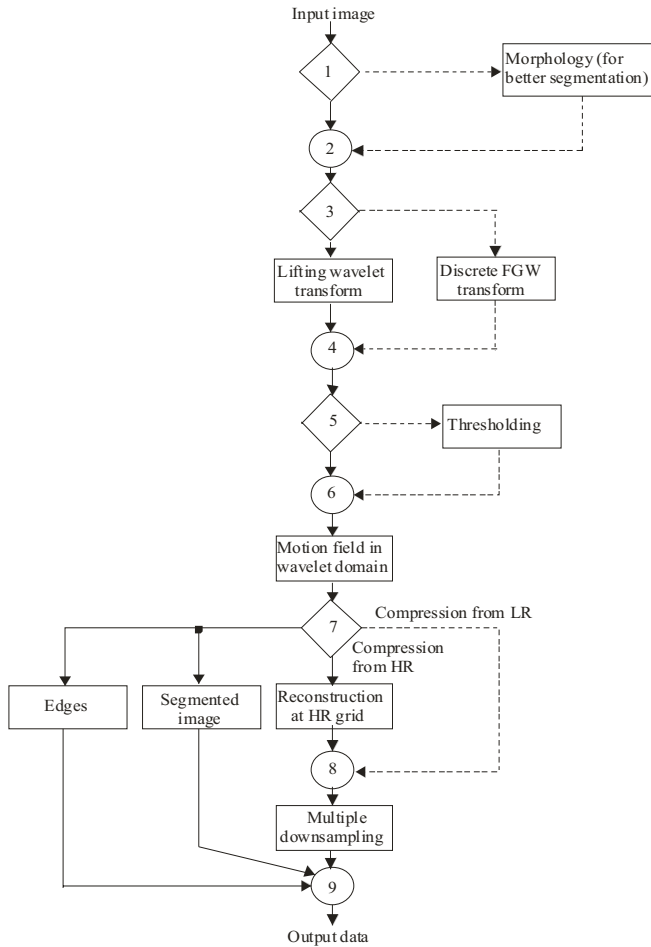 Input image
1
Morphology (for
better segmentation)
2
3
Lifting wavelet
transform
Discrete FGW
transform
4
5
Thresholding
6
Motion field in
wavelet domain
7
Compression from LR
Compression
from HR
Edges
Segmented
image
Reconstruction
at HR grid
8
Multiple
downsampling
9
Output data